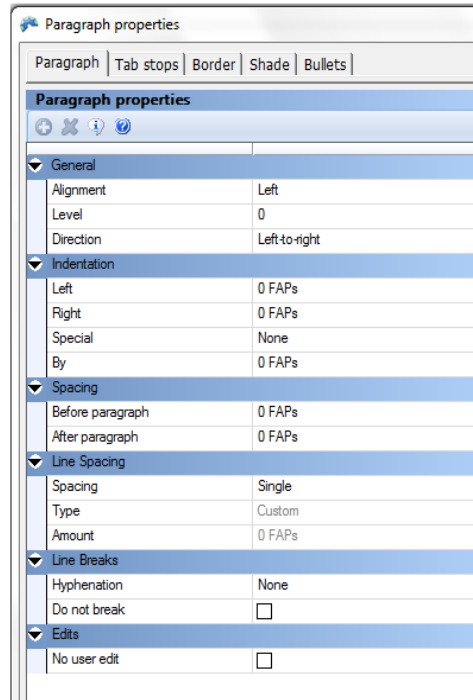 Paragraph properties
Paragraph Tab stops Border Shade Bullets
Paragraph properties
General
Alignment Left
Level 0
Direction Left-to-right
Indentation
Left 0 FAPs
Right 0 FAPs
Special None
By 0 FAPs
Spacing
Before paragraph 0 FAPs
After paragraph 0 FAPs
Line Spacing
Spacing Single
Type Custom
Amount 0 FAPs
Line Breaks
Hyphenation None
Do not break
Edits
No user edit